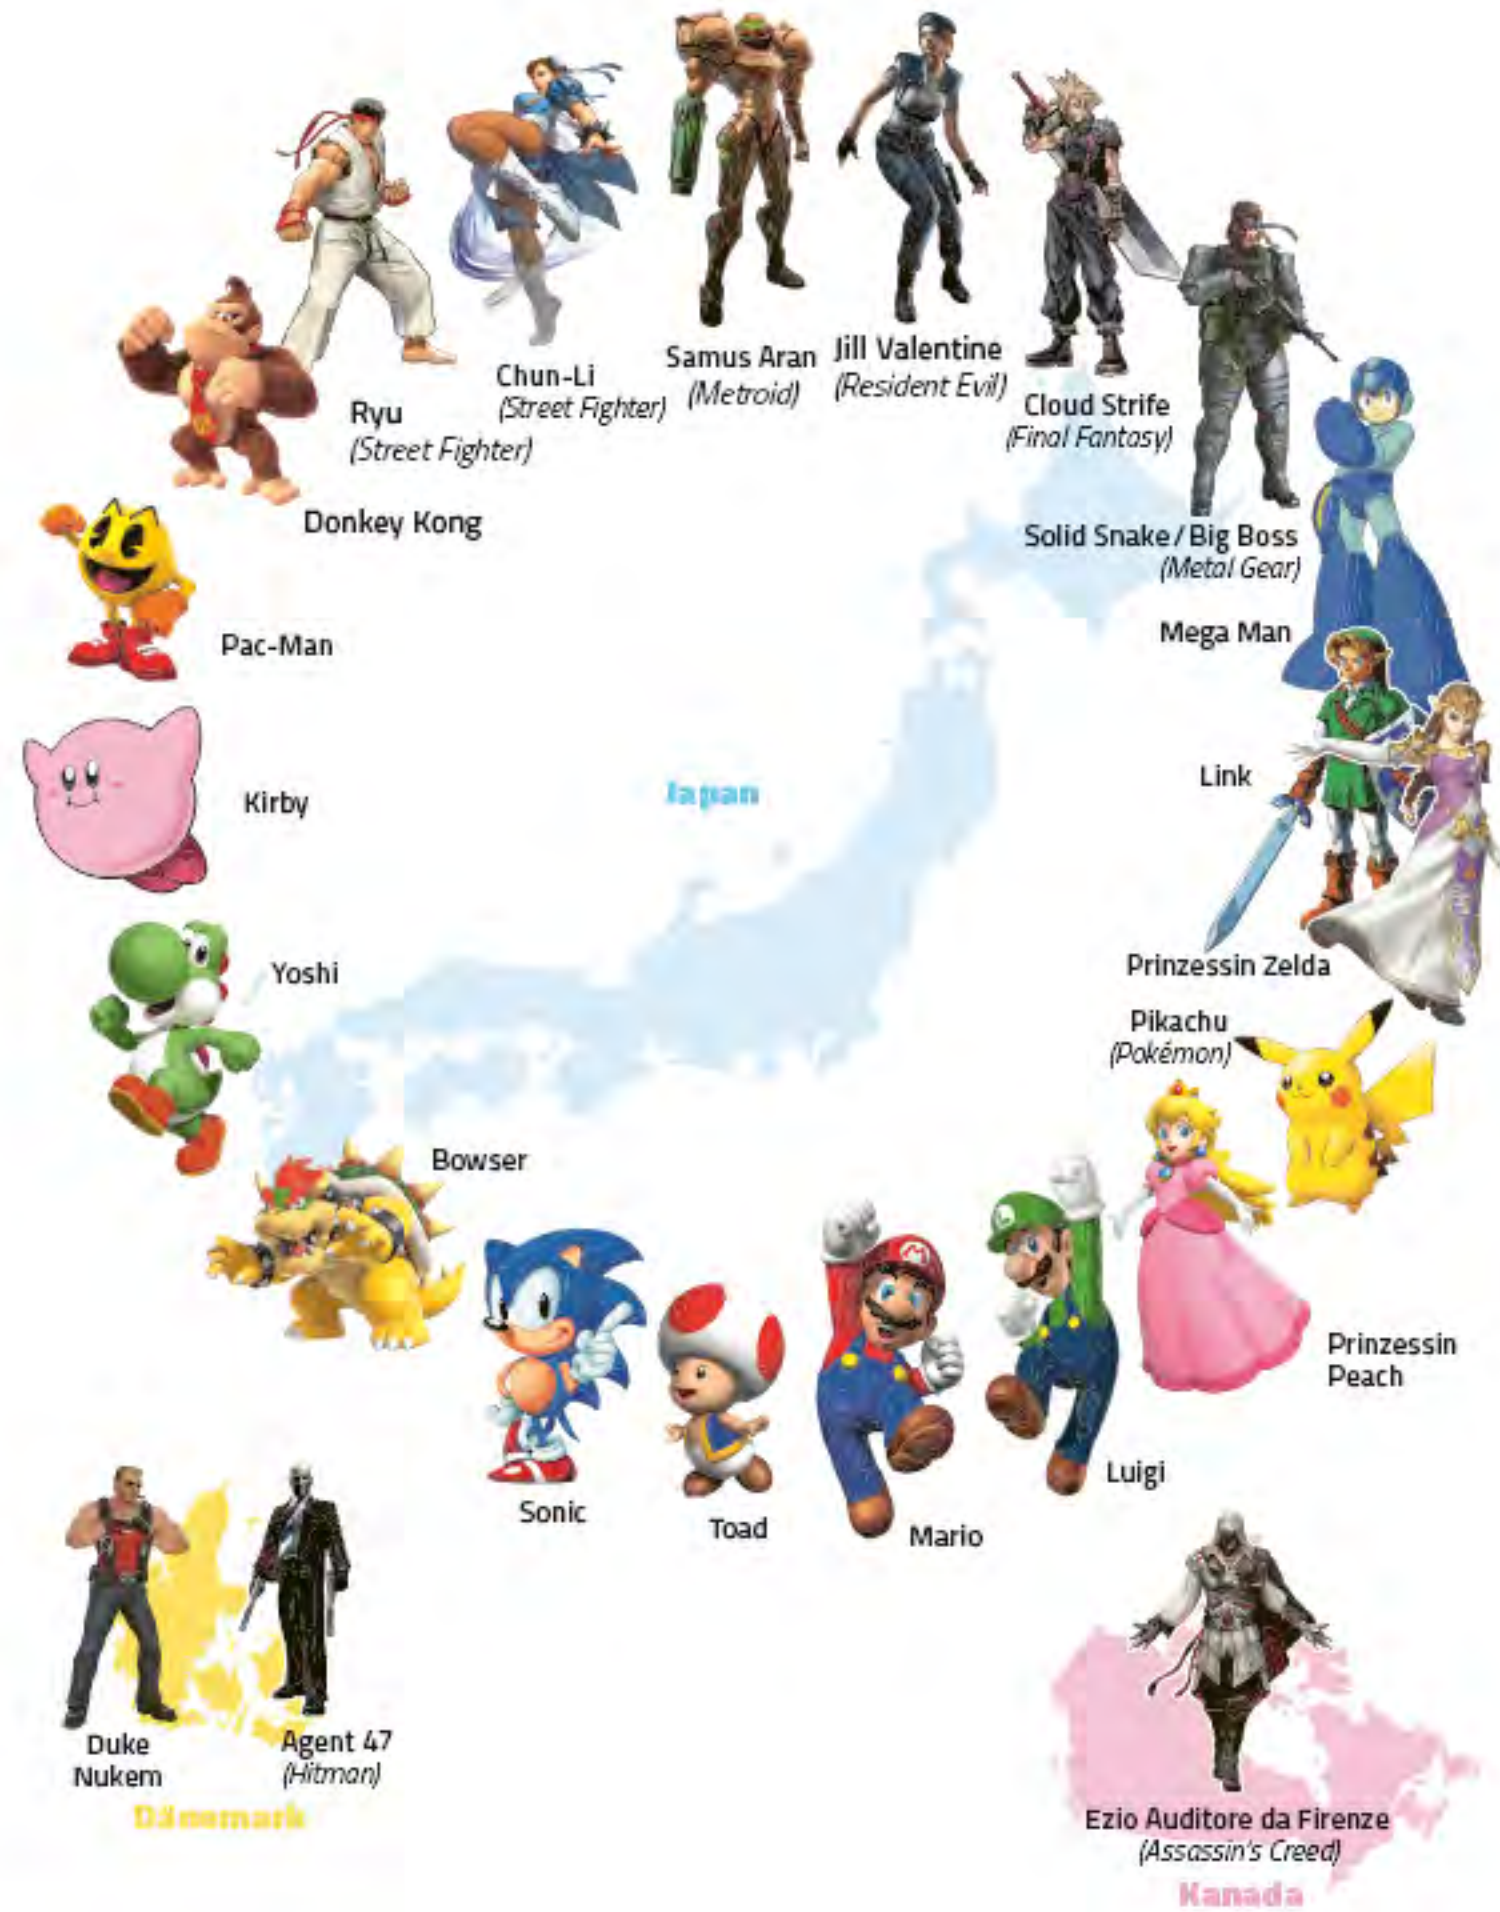 Samus Aran
(Metroid)
Jill Valentine
(Resident Evil)
Chun-Li
(Street Fighter)
Cloud Strife
(Final Fantasy)
Ryu
(Street Fighter)
Donkey Kong
Solid Snake / Big Boss
(Metal Gear)
Mega Man
Pac-Man
Link
Japan
Kirby
Prinzessin Zelda
Yoshi
Pikachu
(Pokémon)
Bowser
Prinzessin
Peach
Luigi
Sonic
Toad
Mario
Duke
Nukem
Agent 47
(Hitman)
Dänemark
Ezio Auditore da Firenze
(Assassin's Creed)
Kanada